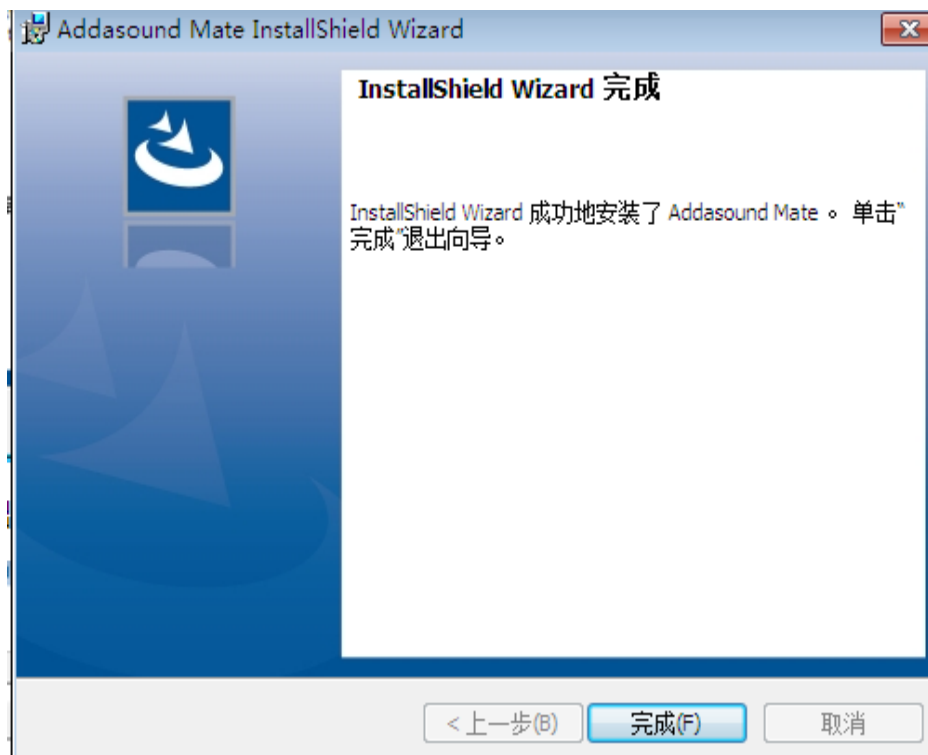 Addasound Mate InstallShield Wizard
InstallShield Wizard 完成
InstallShield Wizard 成功地安装了 Addasound Mate 。 单击“
完成”退出向导。
< 上一步(B)
完成(F)
取消